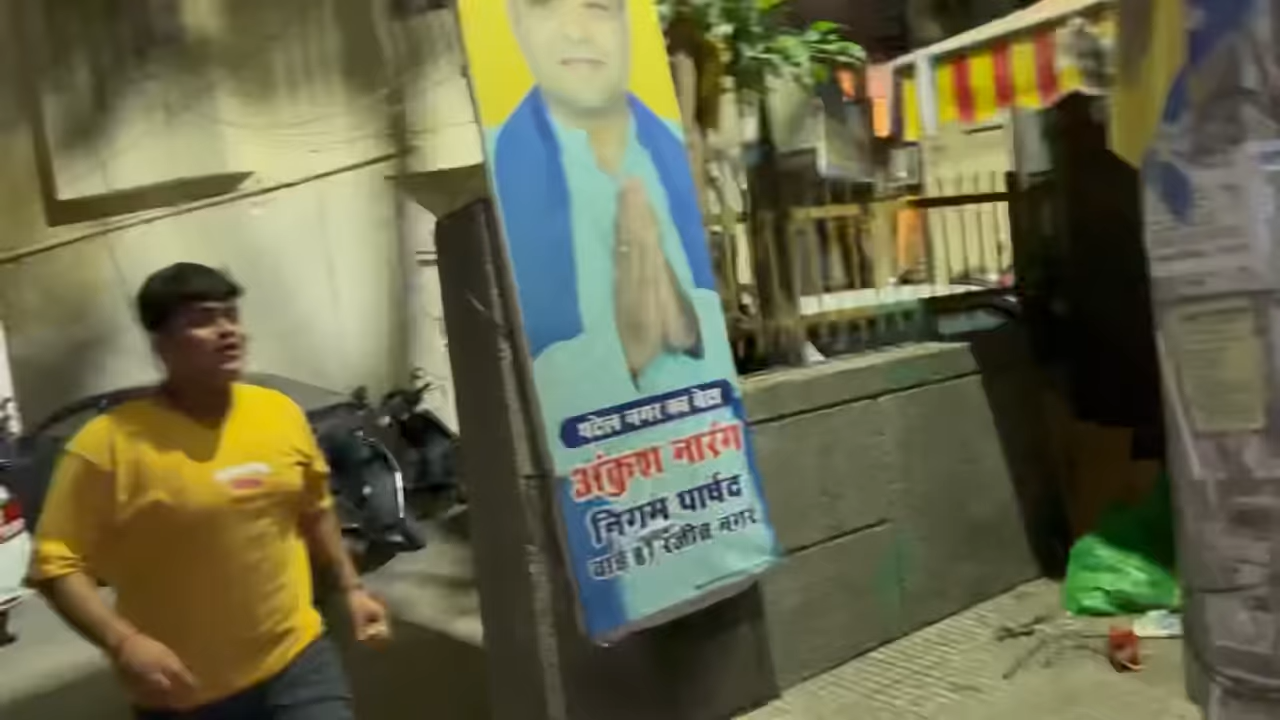 पटेल नगर का बेटा
अंकुश नारंग
निगम पार्षद
वार्ड 87 रंजीत नगर